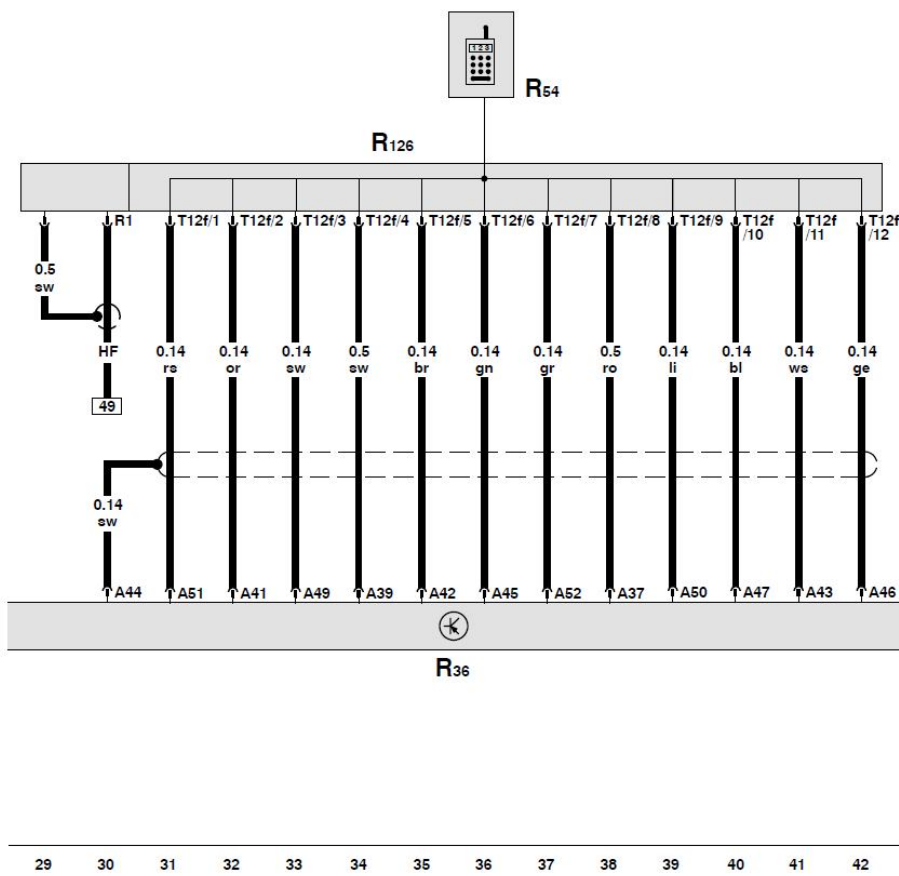 1 2 3
R54
R126
R1 T12f/1 T12f/2 T12f/3 T12f/4 T12f/5 T12f/6 T12f/7 T12f/8 T12f/9 T12f/10 T12f/11 T12f/12
0.5
sw
HF
0.14 0.14 0.14 0.5 0.14 0.14 0.14 0.5 0.14 0.14 0.14 0.14
rs or sw sw br gn gr ro li bl ws ge
49
0.14
sw
A44 A51 A41 A49 A39 A42 A45 A52 A37 A50 A47 A43 A46
R36
29 30 31 32 33 34 35 36 37 38 39 40 41 42